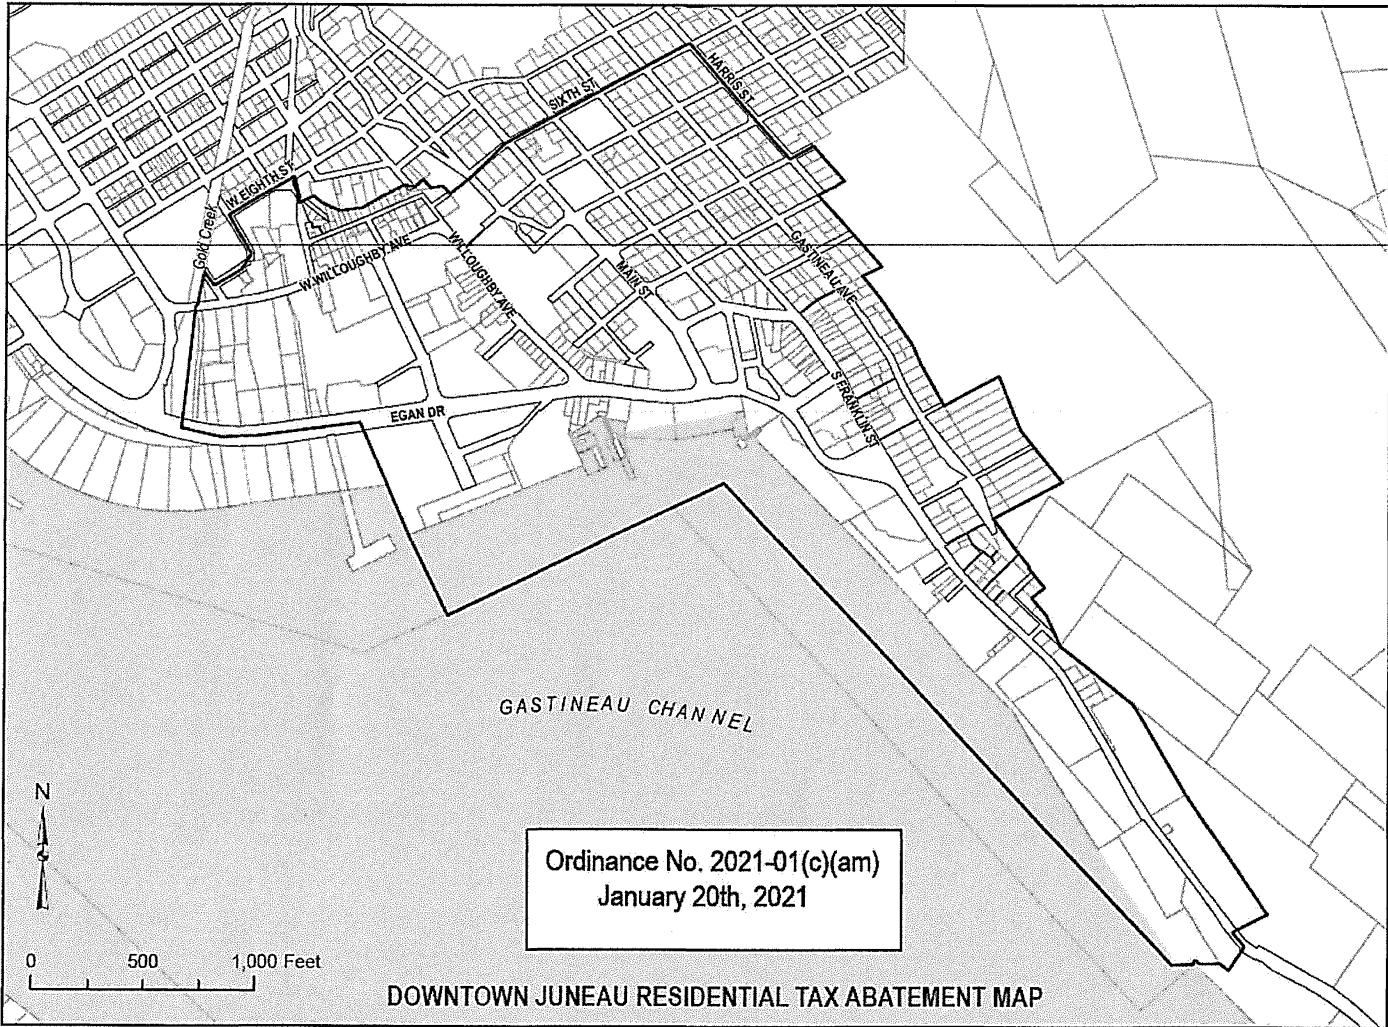 SIXTH ST
HARRIS ST
W EIGHTH ST
Gold Creek
W. WILLOUGHBY AVE
WILLOUGHBY AVE
MAIN ST
GASTINEAU AVE
S FRANKLIN ST
EGAN DR
GASTINEAU CHANNEL
N
Ordinance No. 2021-01(c)(am)
January 20th, 2021
0 500 1,000 Feet
DOWNTOWN JUNEAU RESIDENTIAL TAX ABATEMENT MAP